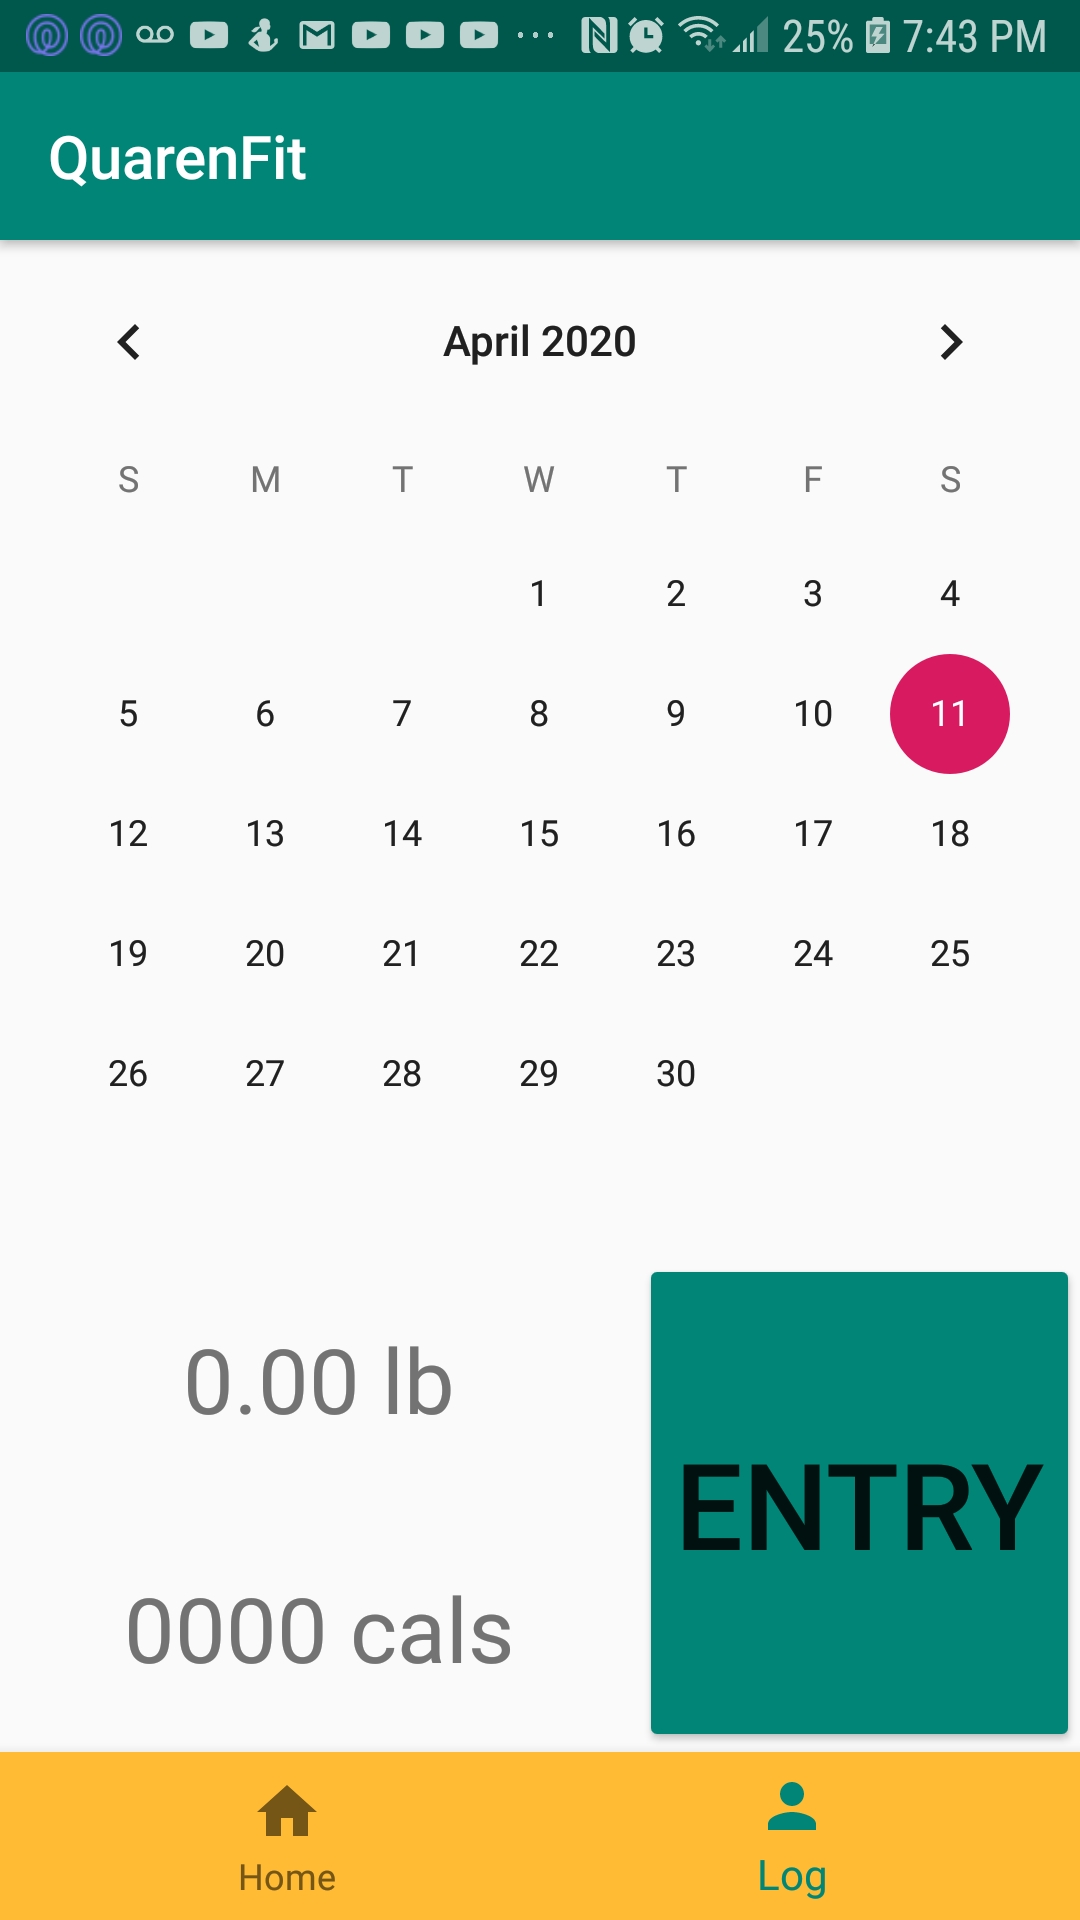 25% 7:43 PM
QuarenFit
April 2020
S M T W T F S
1 2 3 4
5 6 7 8 9 10 11
12 13 14 15 16 17 18
19 20 21 22 23 24 25
26 27 28 29 30
0.00 lb
ENTRY
0000 cals
Home Log